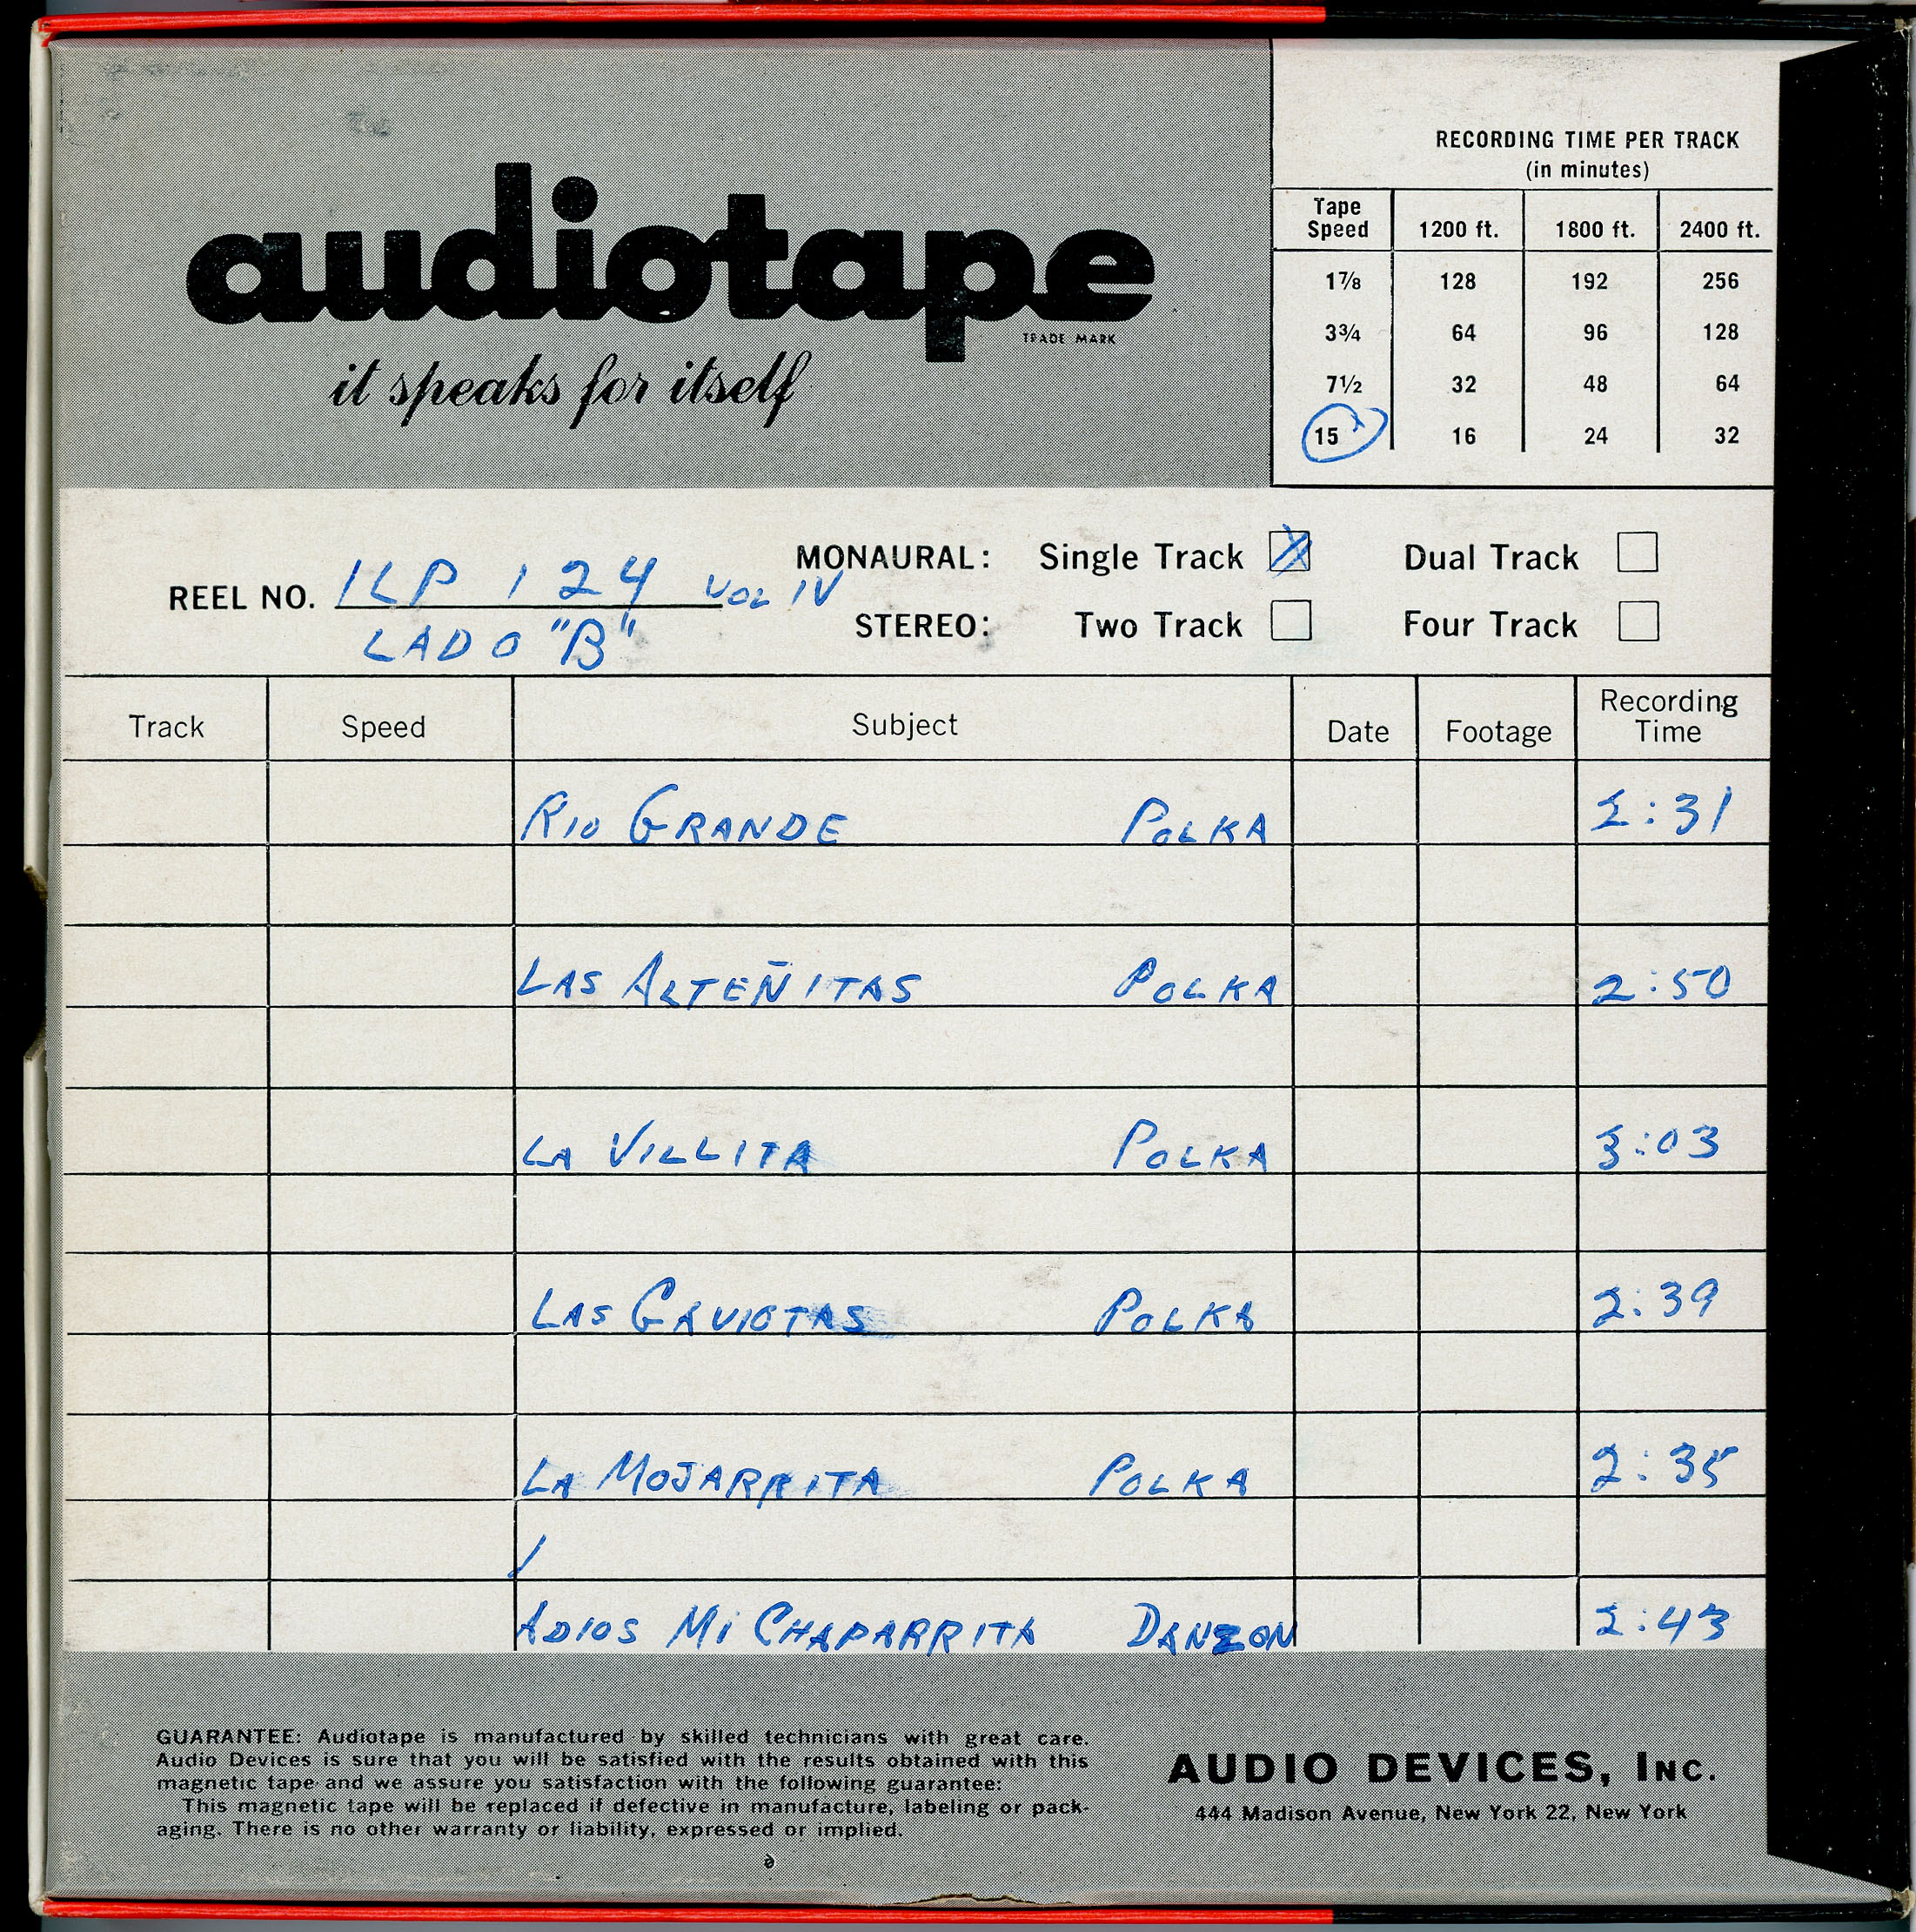 audiotape
TRADE MARK
it speaks for itself
RECORDING TIME PER TRACK
(in minutes)
Tape Speed 1200 ft. 1800 ft. 2400 ft.
1⅞ 128 192 256
3¾ 64 96 128
7½ 32 48 64
15 16 24 32
REEL NO. ILP 124 VOL IV
LADO "B"
MONAURAL: Single Track X Dual Track
STEREO: Two Track Four Track
Track Speed Subject Date Footage Recording Time
RIO GRANDE POLKA 2:31
LAS ALTEÑITAS POLKA 2:50
LA VILLITA POLKA 3:03
LAS GAVIOTAS POLKA 2:39
LA MOJARRITA POLKA 2:35
ADIOS MI CHAPARRITA DANZON 2:43
GUARANTEE: Audiotape is manufactured by skilled technicians with great care.
Audio Devices is sure that you will be satisfied with the results obtained with this
magnetic tape and we assure you satisfaction with the following guarantee:
This magnetic tape will be replaced if defective in manufacture, labeling or pack-
aging. There is no other warranty or liability, expressed or implied.
AUDIO DEVICES, INC.
444 Madison Avenue, New York 22, New York